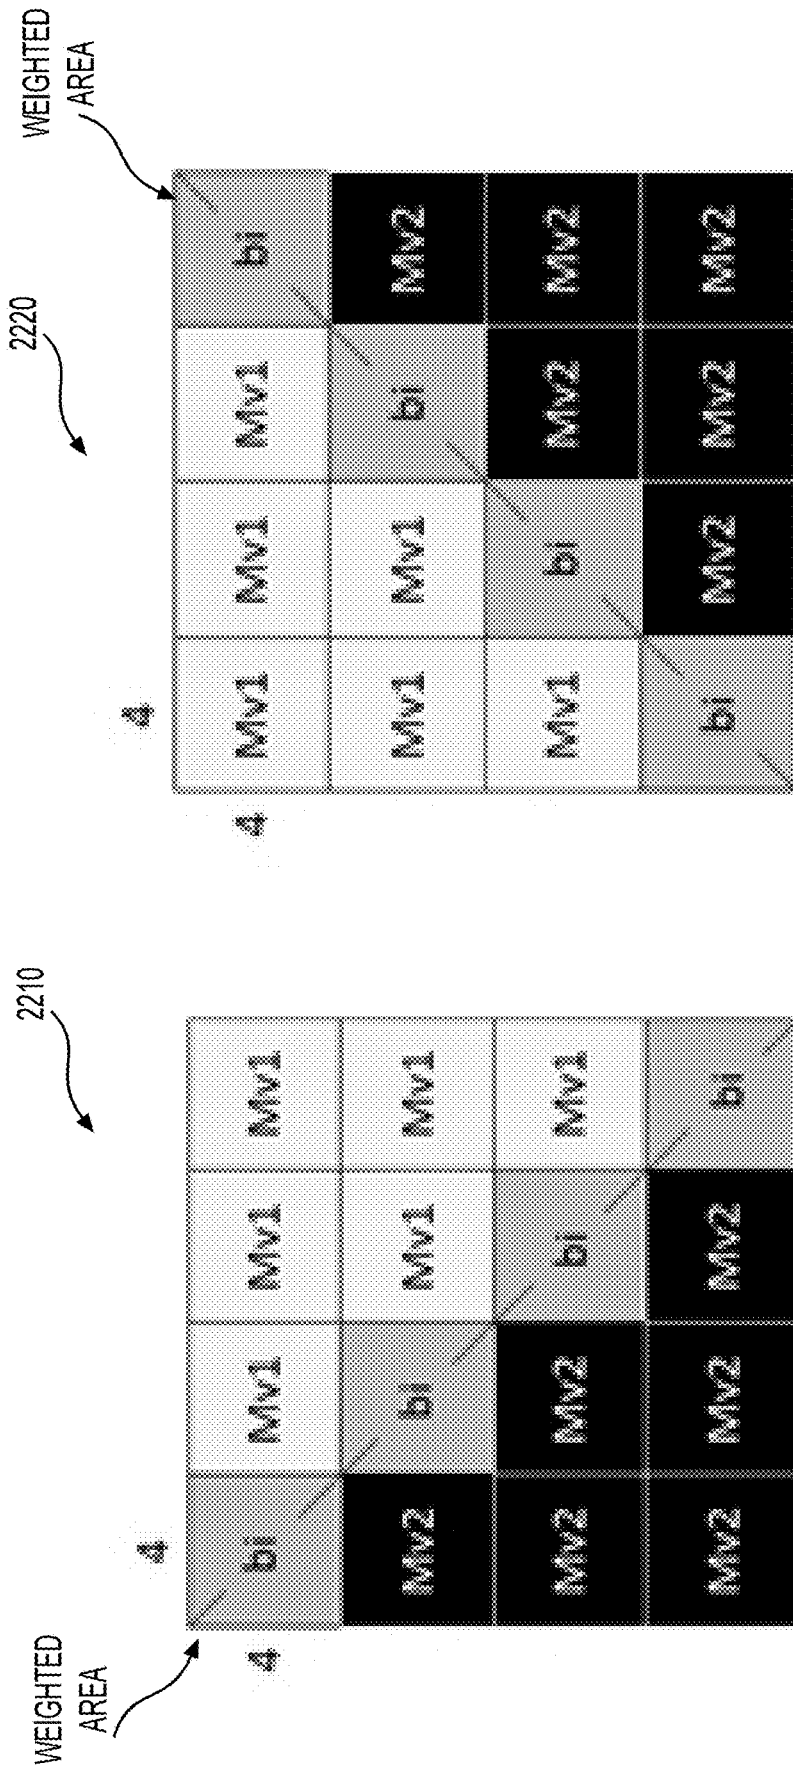 2210
WEIGHTED
AREA
4
4
bi Mv1 Mv1 Mv1
Mv2 bi Mv1 Mv1
Mv2 Mv2 bi Mv1
Mv2 Mv2 Mv2 bi
2220
WEIGHTED
AREA
4
4
Mv1 Mv1 Mv1 bi
Mv1 Mv1 bi Mv2
Mv1 bi Mv2 Mv2
bi Mv2 Mv2 Mv2